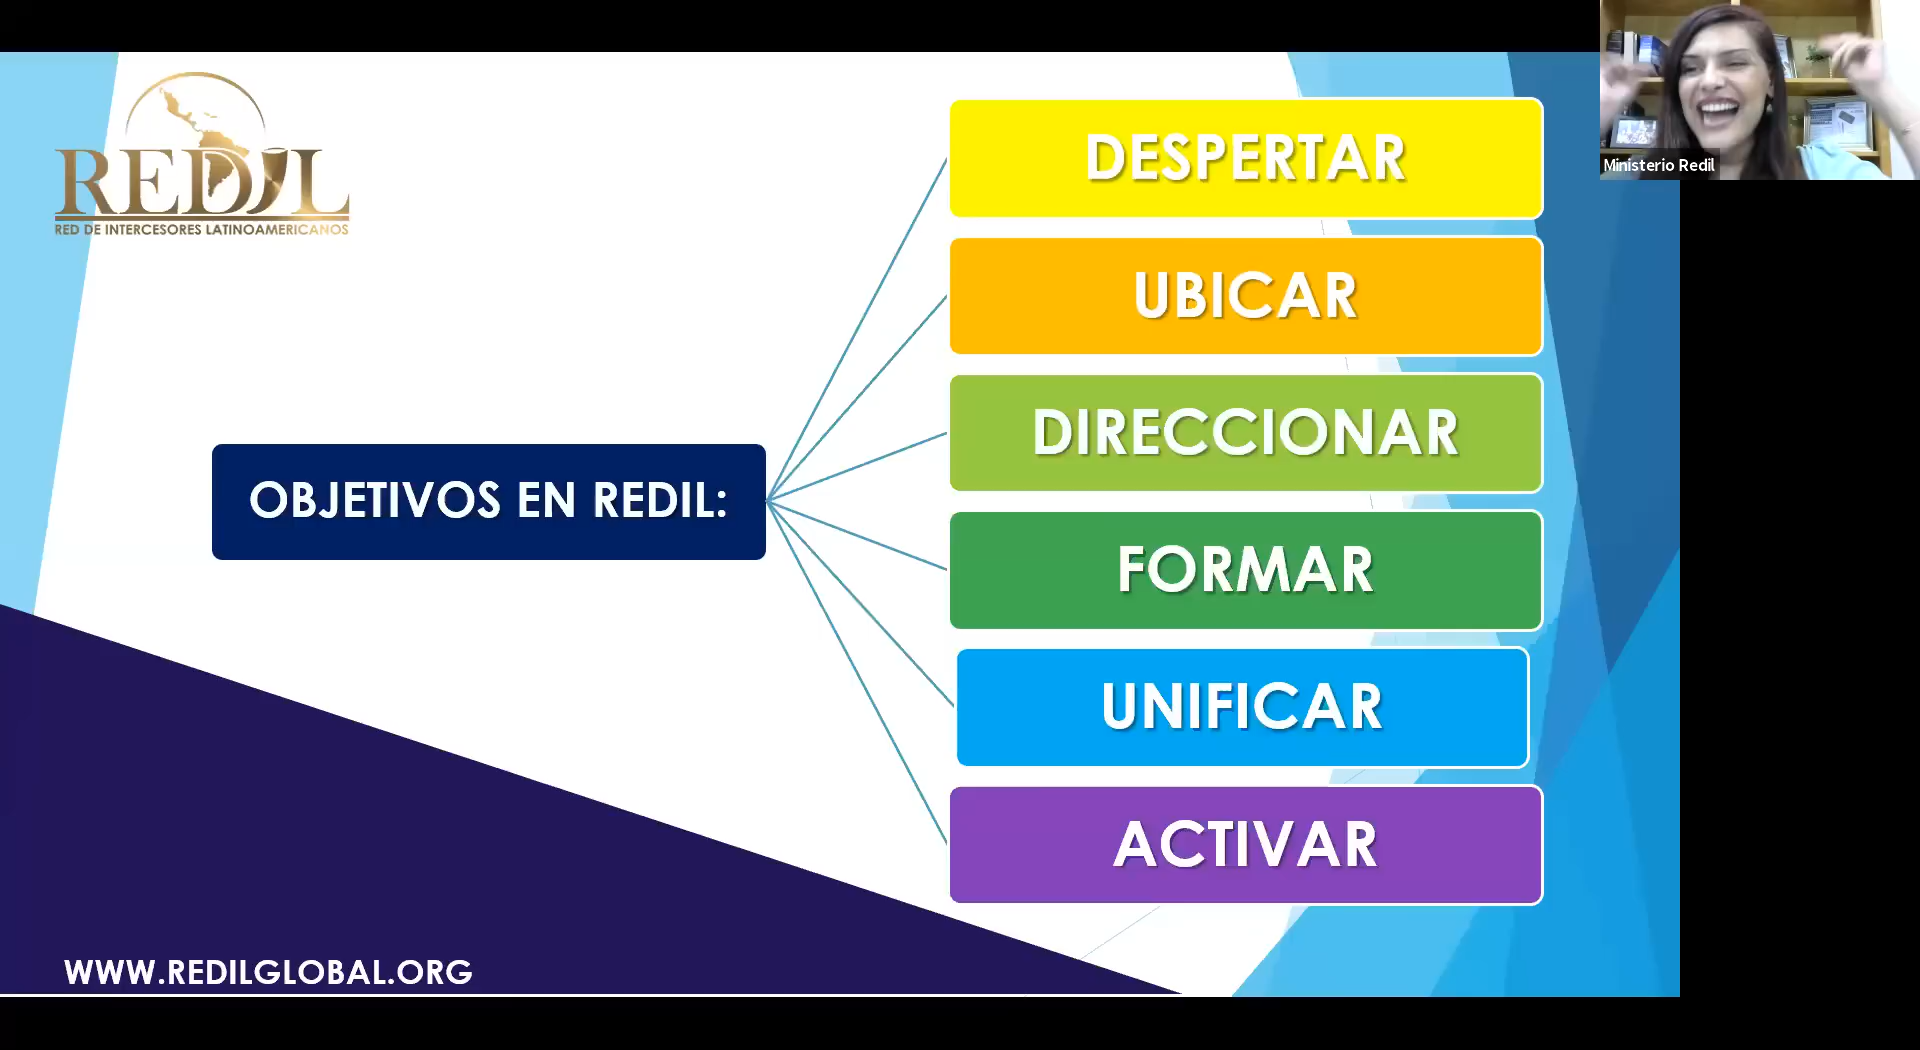 REDIL
RED DE INTERCESORES LATINOAMERICANOS
OBJETIVOS EN REDIL:
DESPERTAR
UBICAR
DIRECCIONAR
FORMAR
UNIFICAR
ACTIVAR
WWW.REDILGLOBAL.ORG
Ministerio Redil